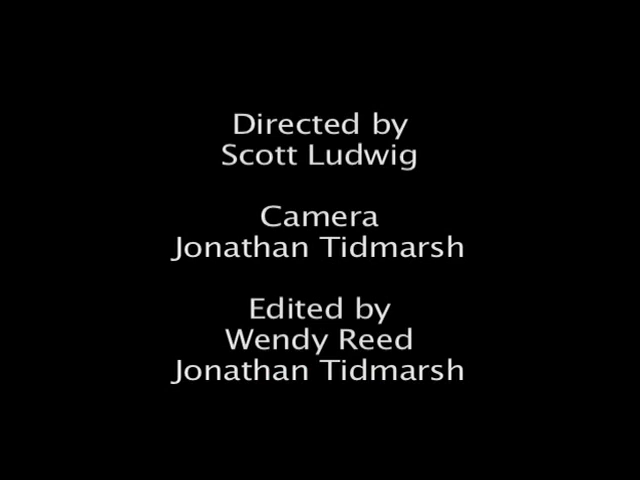 Directed by
Scott Ludwig
Camera
Jonathan Tidmarsh
Edited by
Wendy Reed
Jonathan Tidmarsh